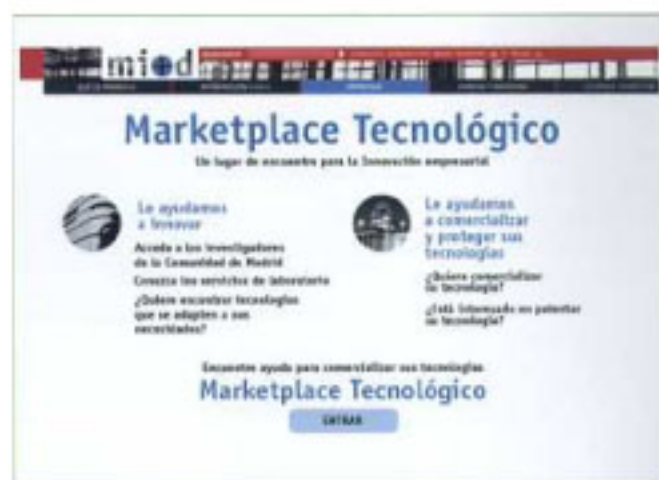 mi d
Marketplace Tecnológico
Un lugar de encuentro para la Innovación empresarial
Le ayudamos
a innovar
Acceda a los investigadores
de la Comunidad de Madrid
Conozca los servicios de laboratorio
¿Quiere encontrar tecnologías
que se adapten a sus
necesidades?
Le ayudamos
a comercializar
y proteger sus
tecnologías
¿Quiere comercializar
su tecnología?
¿Está interesado en patentar
su tecnología?
Encuentre ayuda para comercializar sus tecnologías
Marketplace Tecnológico
ENTRAR